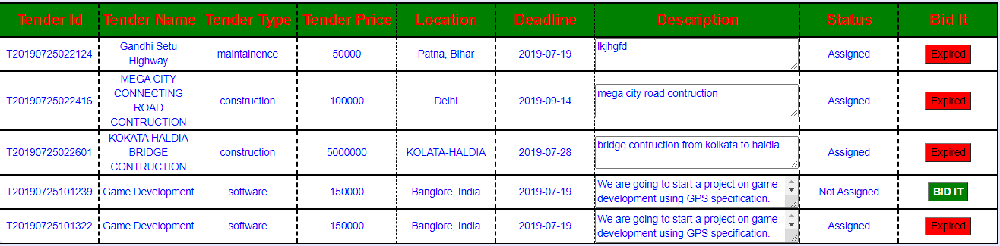 Tender Id Tender Name Tender Type Tender Price Location Deadline Description Status Bid It
T20190725022124 Gandhi Setu Highway maintainence 50000 Patna, Bihar 2019-07-19 lkjhgfd Assigned Expired
T20190725022416 MEGA CITY CONNECTING ROAD CONTRUCTION construction 100000 Delhi 2019-09-14 mega city road contruction Assigned Expired
T20190725022601 KOKATA HALDIA BRIDGE CONTRUCTION construction 5000000 KOLATA-HALDIA 2019-07-28 bridge contruction from kolkata to haldia Assigned Expired
T20190725101239 Game Development software 150000 Banglore, India 2019-07-19 We are going to start a project on game development using GPS specification. Not Assigned BID IT
T20190725101322 Game Development software 150000 Banglore, India 2019-07-19 We are going to start a project on game development using GPS specification. Assigned Expired